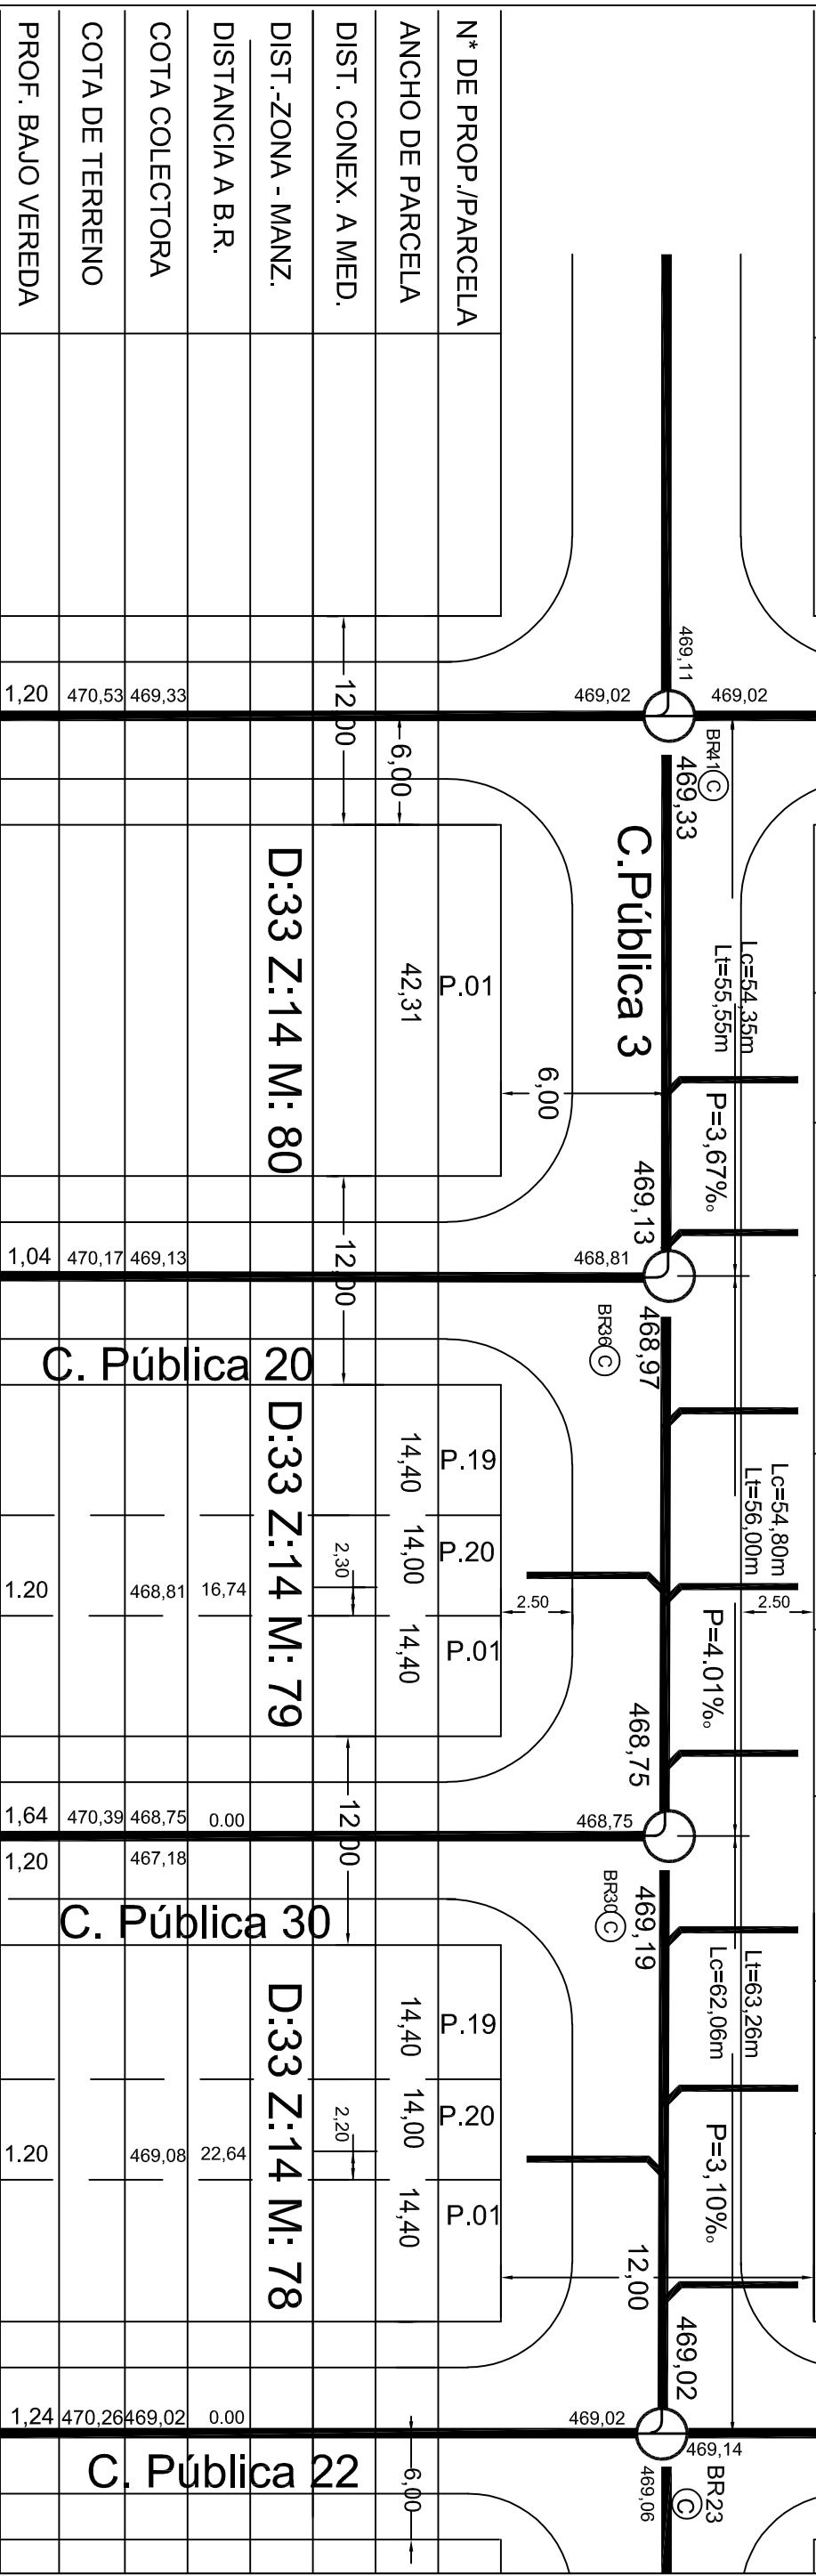 N* DE PROP./PARCELA
ANCHO DE PARCELA
DIST. CONEX. A MED.
DIST.-ZONA - MANZ.
DISTANCIA A B.R.
COTA COLECTORA
COTA DE TERRENO
PROF. BAJO VEREDA
469,11
469,02
469,02
BR41 C
469,33
1,20
470,53
469,33
12,00
6,00
C.Pública 3
Lc=54,35m
Lt=55,55m
P=3,67‰
P.01
42,31
D:33 Z:14 M: 80
6,00
469,13
468,81
1,04
470,17
469,13
12,00
BR36 C
468,97
C. Pública 20
Lc=54,80m
Lt=56,00m
P=4.01‰
2.50
2.50
P.19
P.20
P.01
14,40
14,00
14,40
2,30
D:33 Z:14 M: 79
16,74
468,81
1.20
468,75
468,75
1,64
470,39
468,75
0.00
12,00
1,20
467,18
BR30 C
469,19
C. Pública 30
Lt=63,26m
Lc=62,06m
P=3,10‰
P.19
P.20
P.01
14,40
14,00
14,40
2,20
D:33 Z:14 M: 78
22,64
469,08
1.20
12,00
469,02
469,02
1,24
470,26
469,02
0.00
469,14
BR23
C
469,06
6,00
C. Pública 22